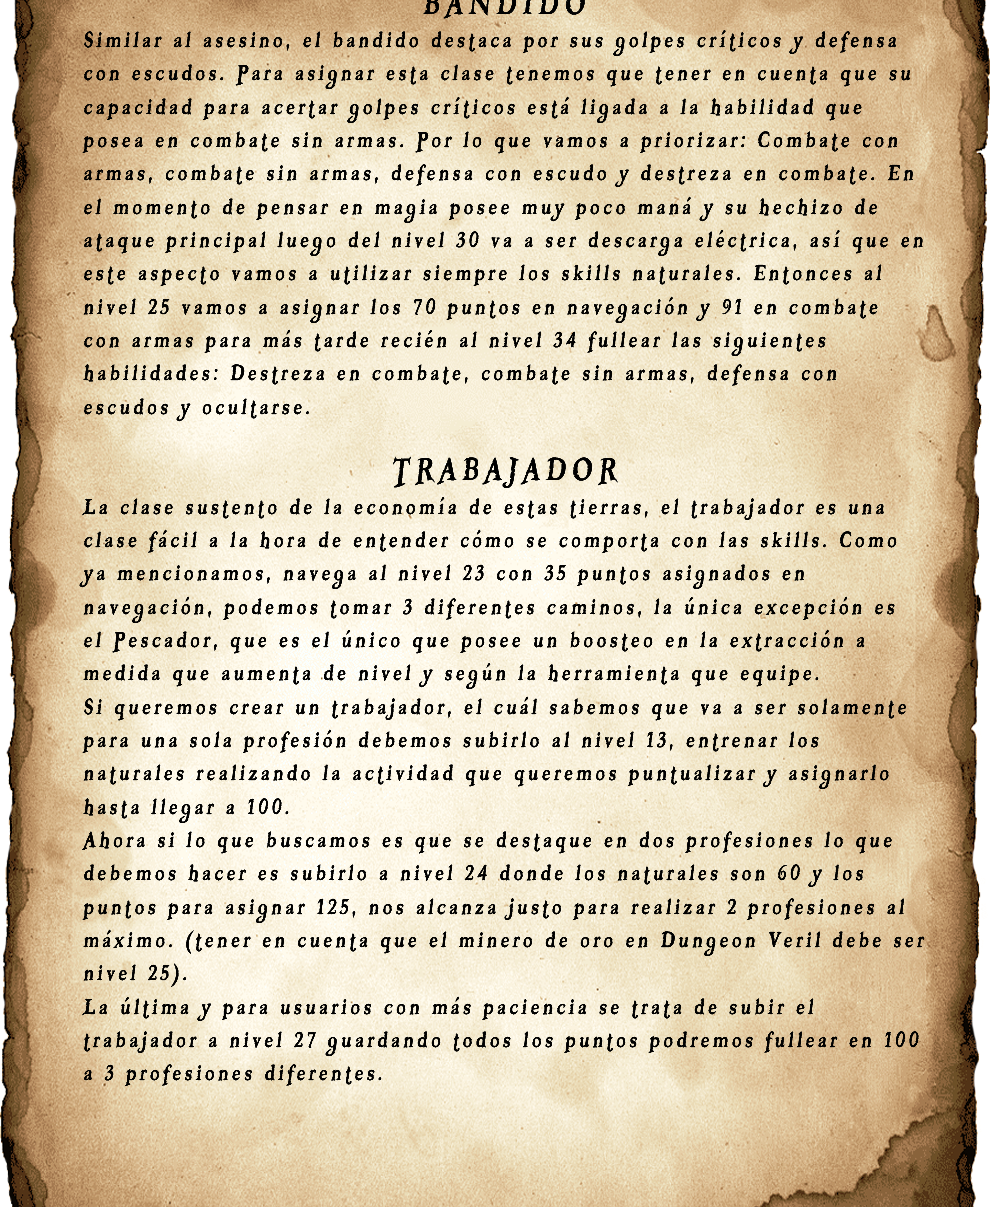 BANDIDO
Similar al asesino, el bandido destaca por sus golpes críticos y defensa
con escudos. Para asignar esta clase tenemos que tener en cuenta que su
capacidad para acertar golpes críticos está ligada a la habilidad que
posea en combate sin armas. Por lo que vamos a priorizar: Combate con
armas, combate sin armas, defensa con escudo y destreza en combate. En
el momento de pensar en magia posee muy poco maná y su hechizo de
ataque principal luego del nivel 30 va a ser descarga eléctrica, así que en
este aspecto vamos a utilizar siempre los skills naturales. Entonces al
nivel 25 vamos a asignar los 70 puntos en navegación y 91 en combate
con armas para más tarde recién al nivel 34 fullear las siguientes
habilidades: Destreza en combate, combate sin armas, defensa con
escudos y ocultarse.
TRABAJADOR
La clase sustento de la economía de estas tierras, el trabajador es una
clase fácil a la hora de entender cómo se comporta con las skills. Como
ya mencionamos, navega al nivel 23 con 35 puntos asignados en
navegación, podemos tomar 3 diferentes caminos, la única excepción es
el Pescador, que es el único que posee un boosteo en la extracción a
medida que aumenta de nivel y según la herramienta que equipe.
Si queremos crear un trabajador, el cuál sabemos que va a ser solamente
para una sola profesión debemos subirlo al nivel 13, entrenar los
naturales realizando la actividad que queremos puntualizar y asignarlo
hasta llegar a 100.
Ahora si lo que buscamos es que se destaque en dos profesiones lo que
debemos hacer es subirlo a nivel 24 donde los naturales son 60 y los
puntos para asignar 125, nos alcanza justo para realizar 2 profesiones al
máximo. (tener en cuenta que el minero de oro en Dungeon Veril debe ser
nivel 25).
La última y para usuarios con más paciencia se trata de subir el
trabajador a nivel 27 guardando todos los puntos podremos fullear en 100
a 3 profesiones diferentes.